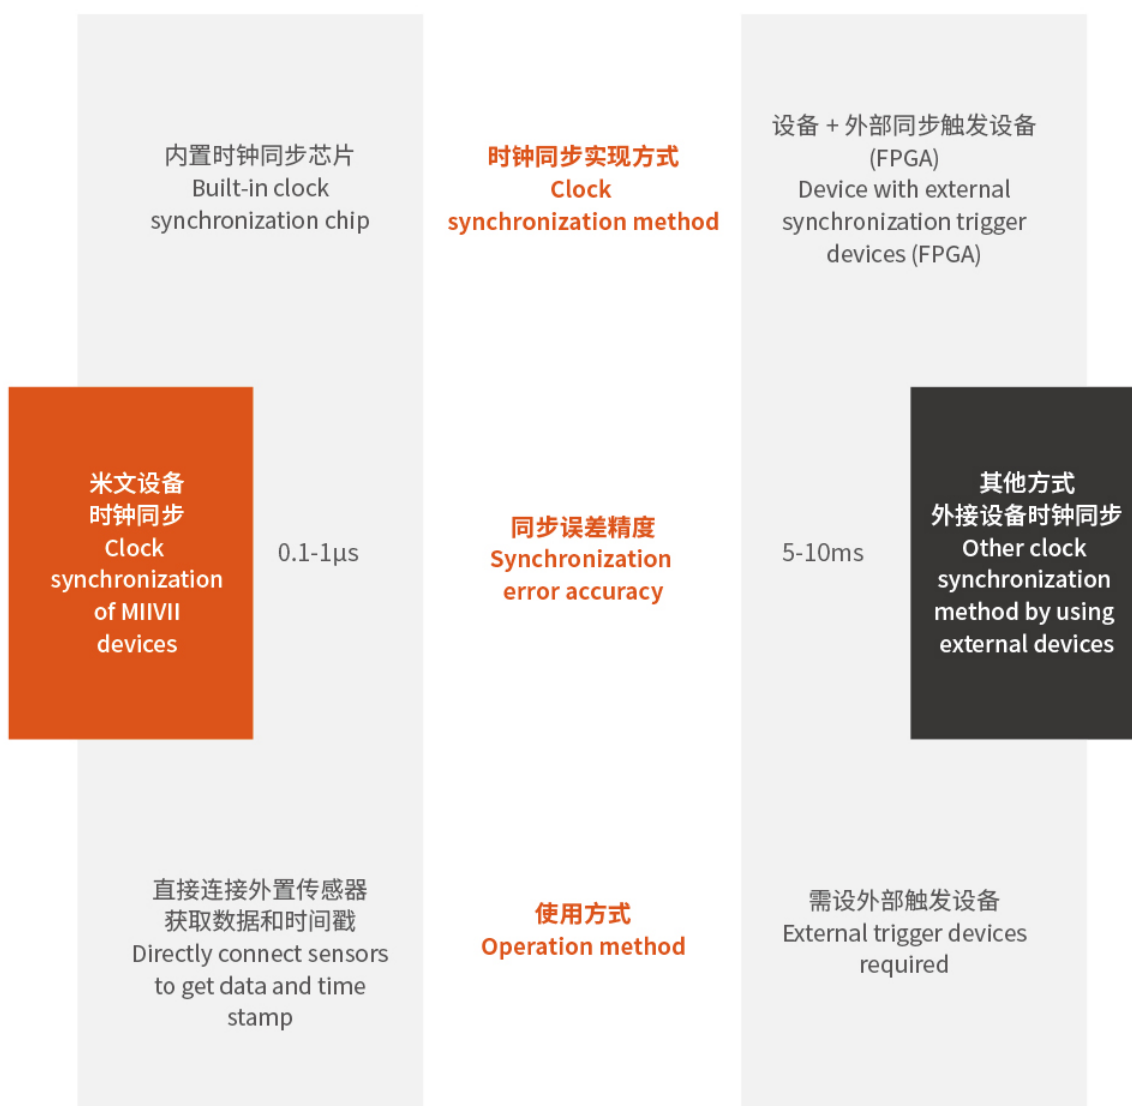 内置时钟同步芯片
Built-in clock
synchronization chip
时钟同步实现方式
Clock
synchronization method
设备 + 外部同步触发设备
(FPGA)
Device with external
synchronization trigger
devices (FPGA)
米文设备
时钟同步
Clock
synchronization
of MIIVII
devices
0.1-1μs
同步误差精度
Synchronization
error accuracy
5-10ms
其他方式
外接设备时钟同步
Other clock
synchronization
method by using
external devices
直接连接外置传感器
获取数据和时间戳
Directly connect sensors
to get data and time
stamp
使用方式
Operation method
需设外部触发设备
External trigger devices
required